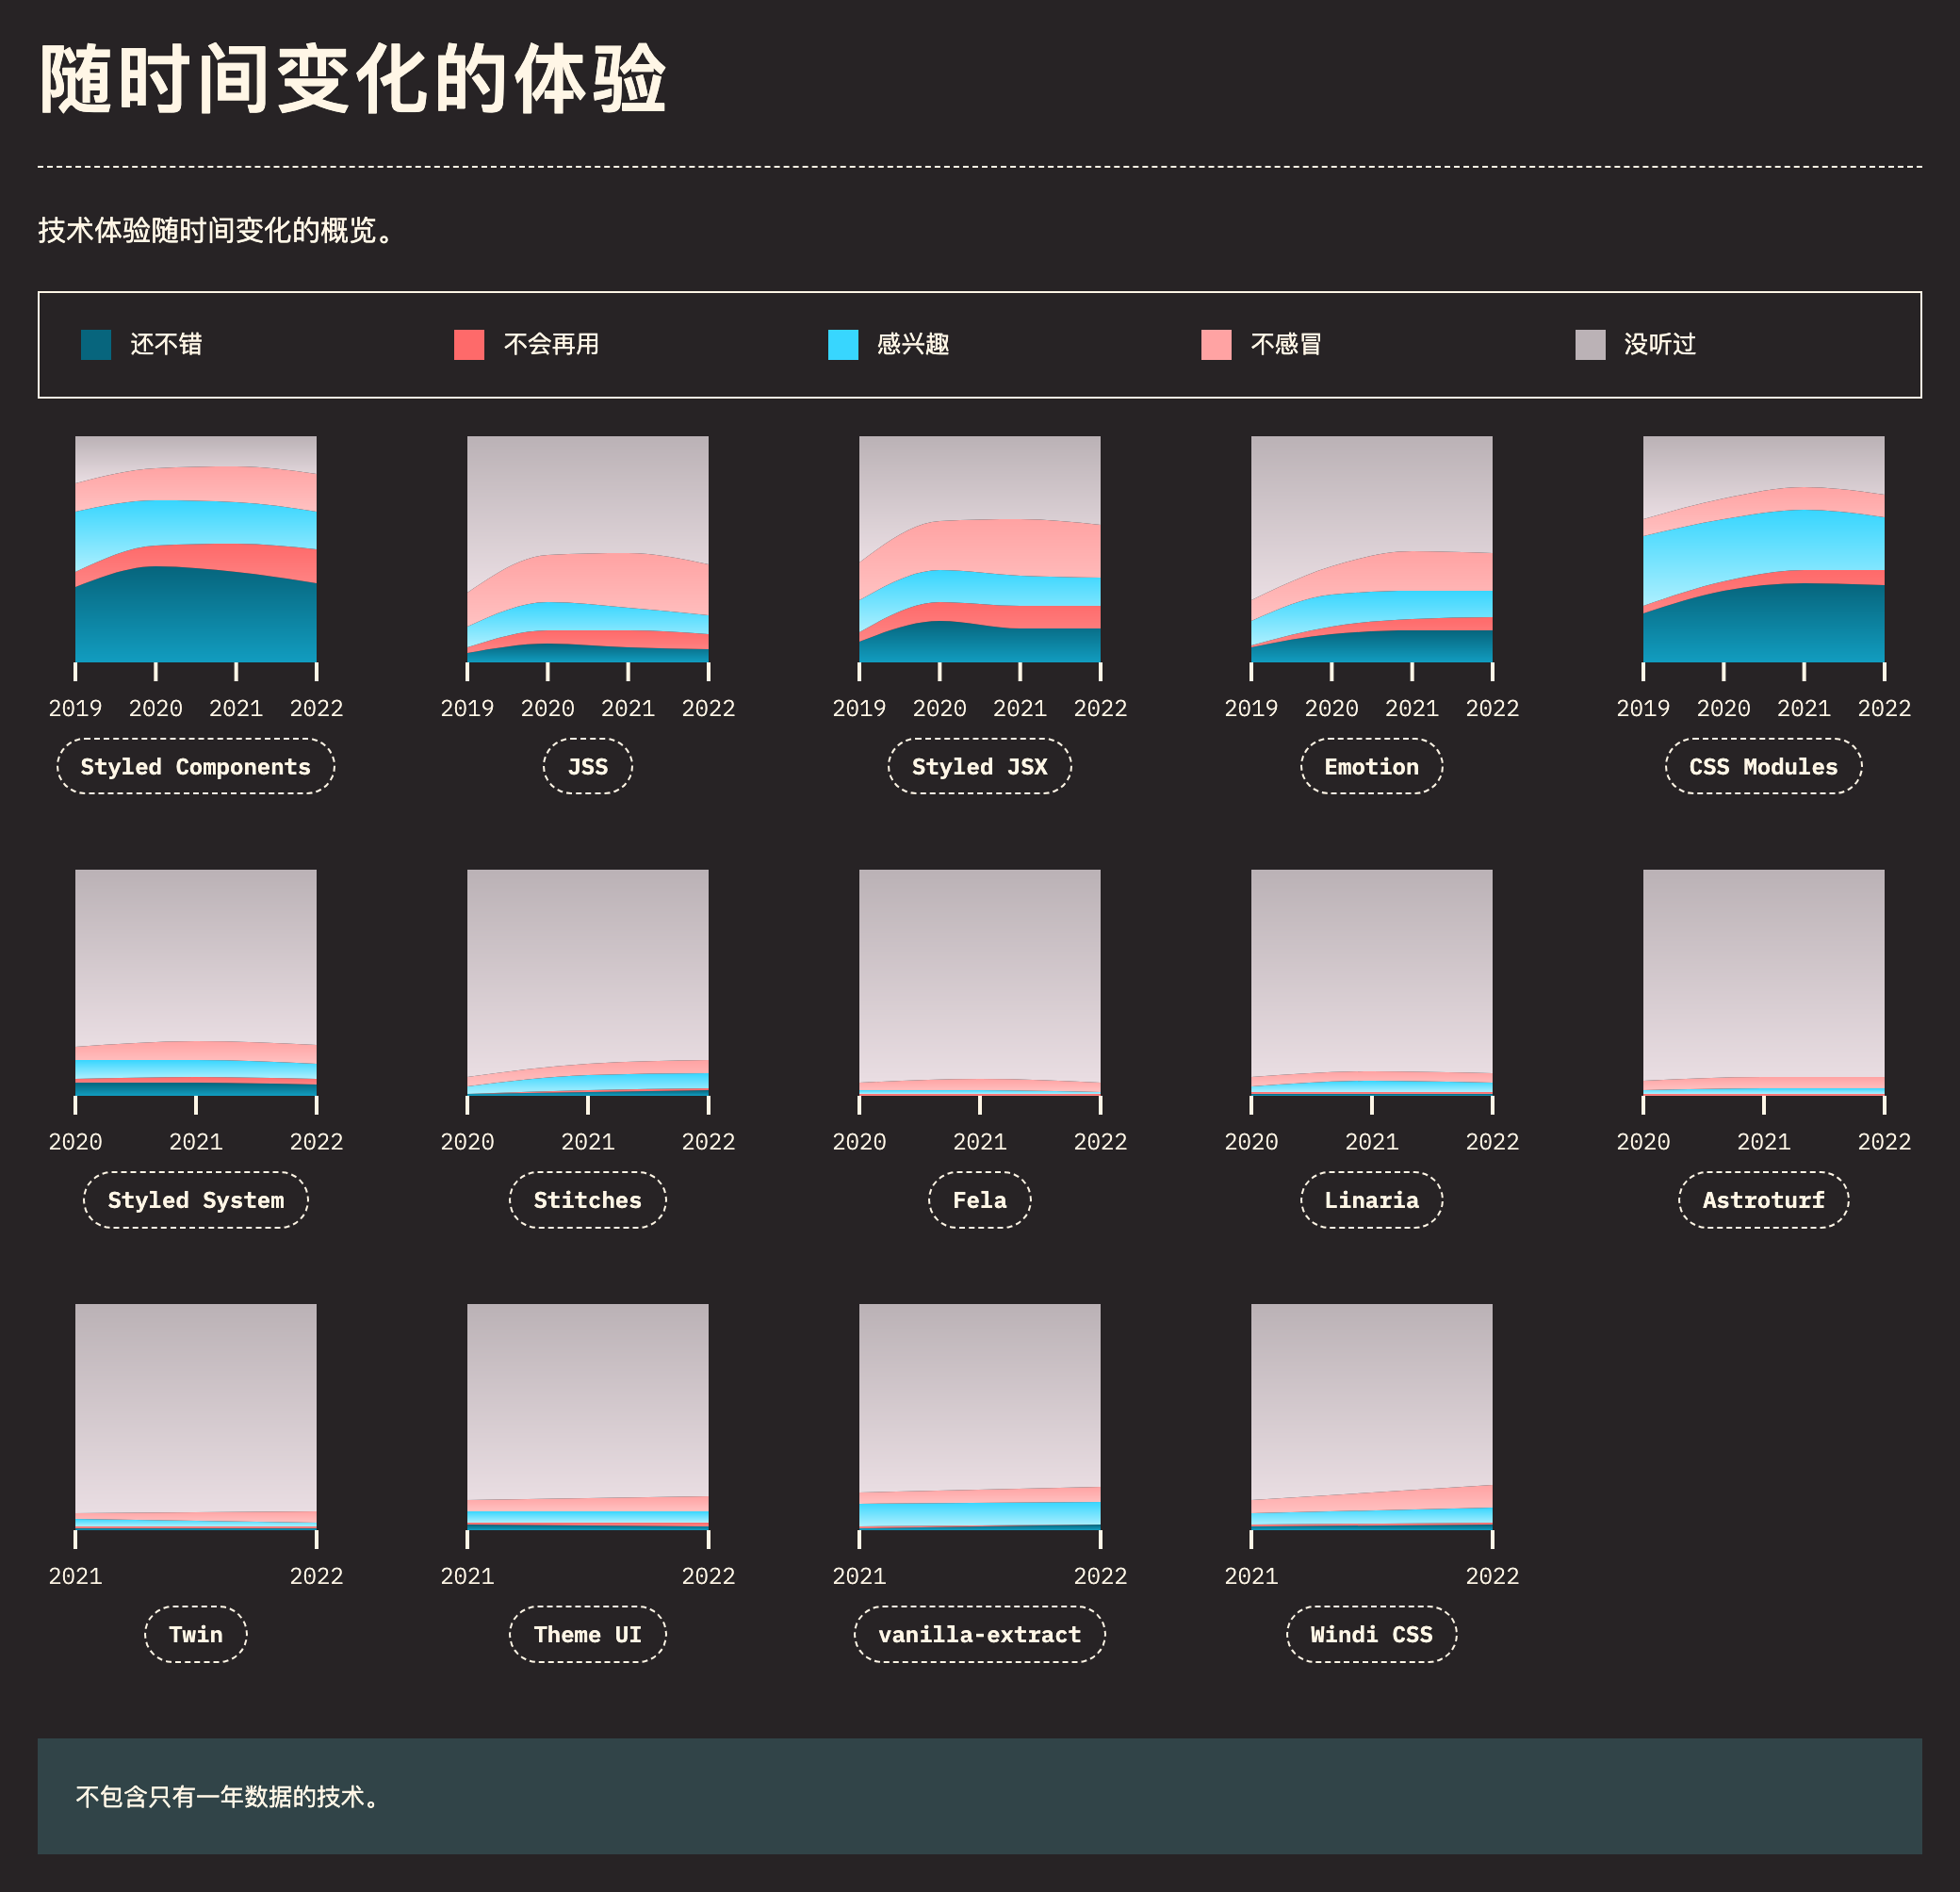 随时间变化的体验
技术体验随时间变化的概览。
还不错 不会再用 感兴趣 不感冒 没听过
2019 2020 2021 2022 2019 2020 2021 2022 2019 2020 2021 2022 2019 2020 2021 2022 2019 2020 2021 2022
Styled Components JSS Styled JSX Emotion CSS Modules
2020 2021 2022 2020 2021 2022 2020 2021 2022 2020 2021 2022 2020 2021 2022
Styled System Stitches Fela Linaria Astroturf
2021 2022 2021 2022 2021 2022 2021 2022
Twin Theme UI vanilla-extract Windi CSS
不包含只有一年数据的技术。